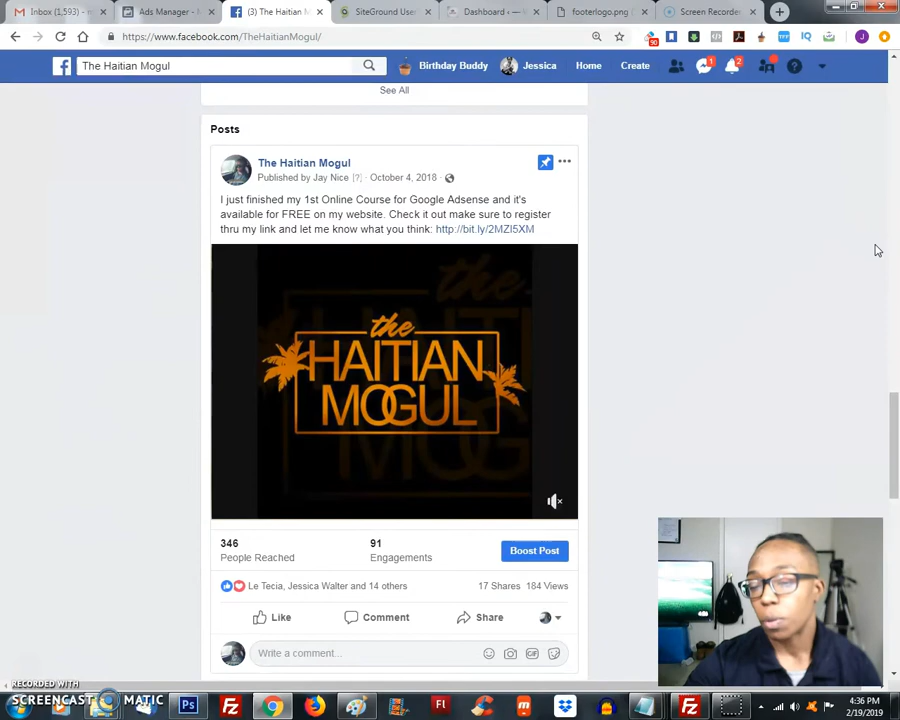 Inbox (1,593) - n
Ads Manager - M
(3) The Haitian M
SiteGround User
Dashboard ‹ — W
footerlogo.png (
Screen Recorder
https://www.facebook.com/TheHaitianMogul/
90
The Haitian Mogul
Birthday Buddy
Jessica
Home
Create
1
2
See All
Posts
The Haitian Mogul
Published by Jay Nice [?] · October 4, 2018 ·
I just finished my 1st Online Course for Google Adsense and it's
available for FREE on my website. Check it out make sure to register
thru my link and let me know what you think: http://bit.ly/2MZI5XM
the
HAITIAN
MOGUL
346
People Reached
91
Engagements
Boost Post
Le Tecia, Jessica Walter and 14 others
17 Shares
184 Views
Like
Comment
Share
Write a comment...
GIF
RECORDED WITH
SCREENCAST MATIC
4:36 PM
2/19/2019